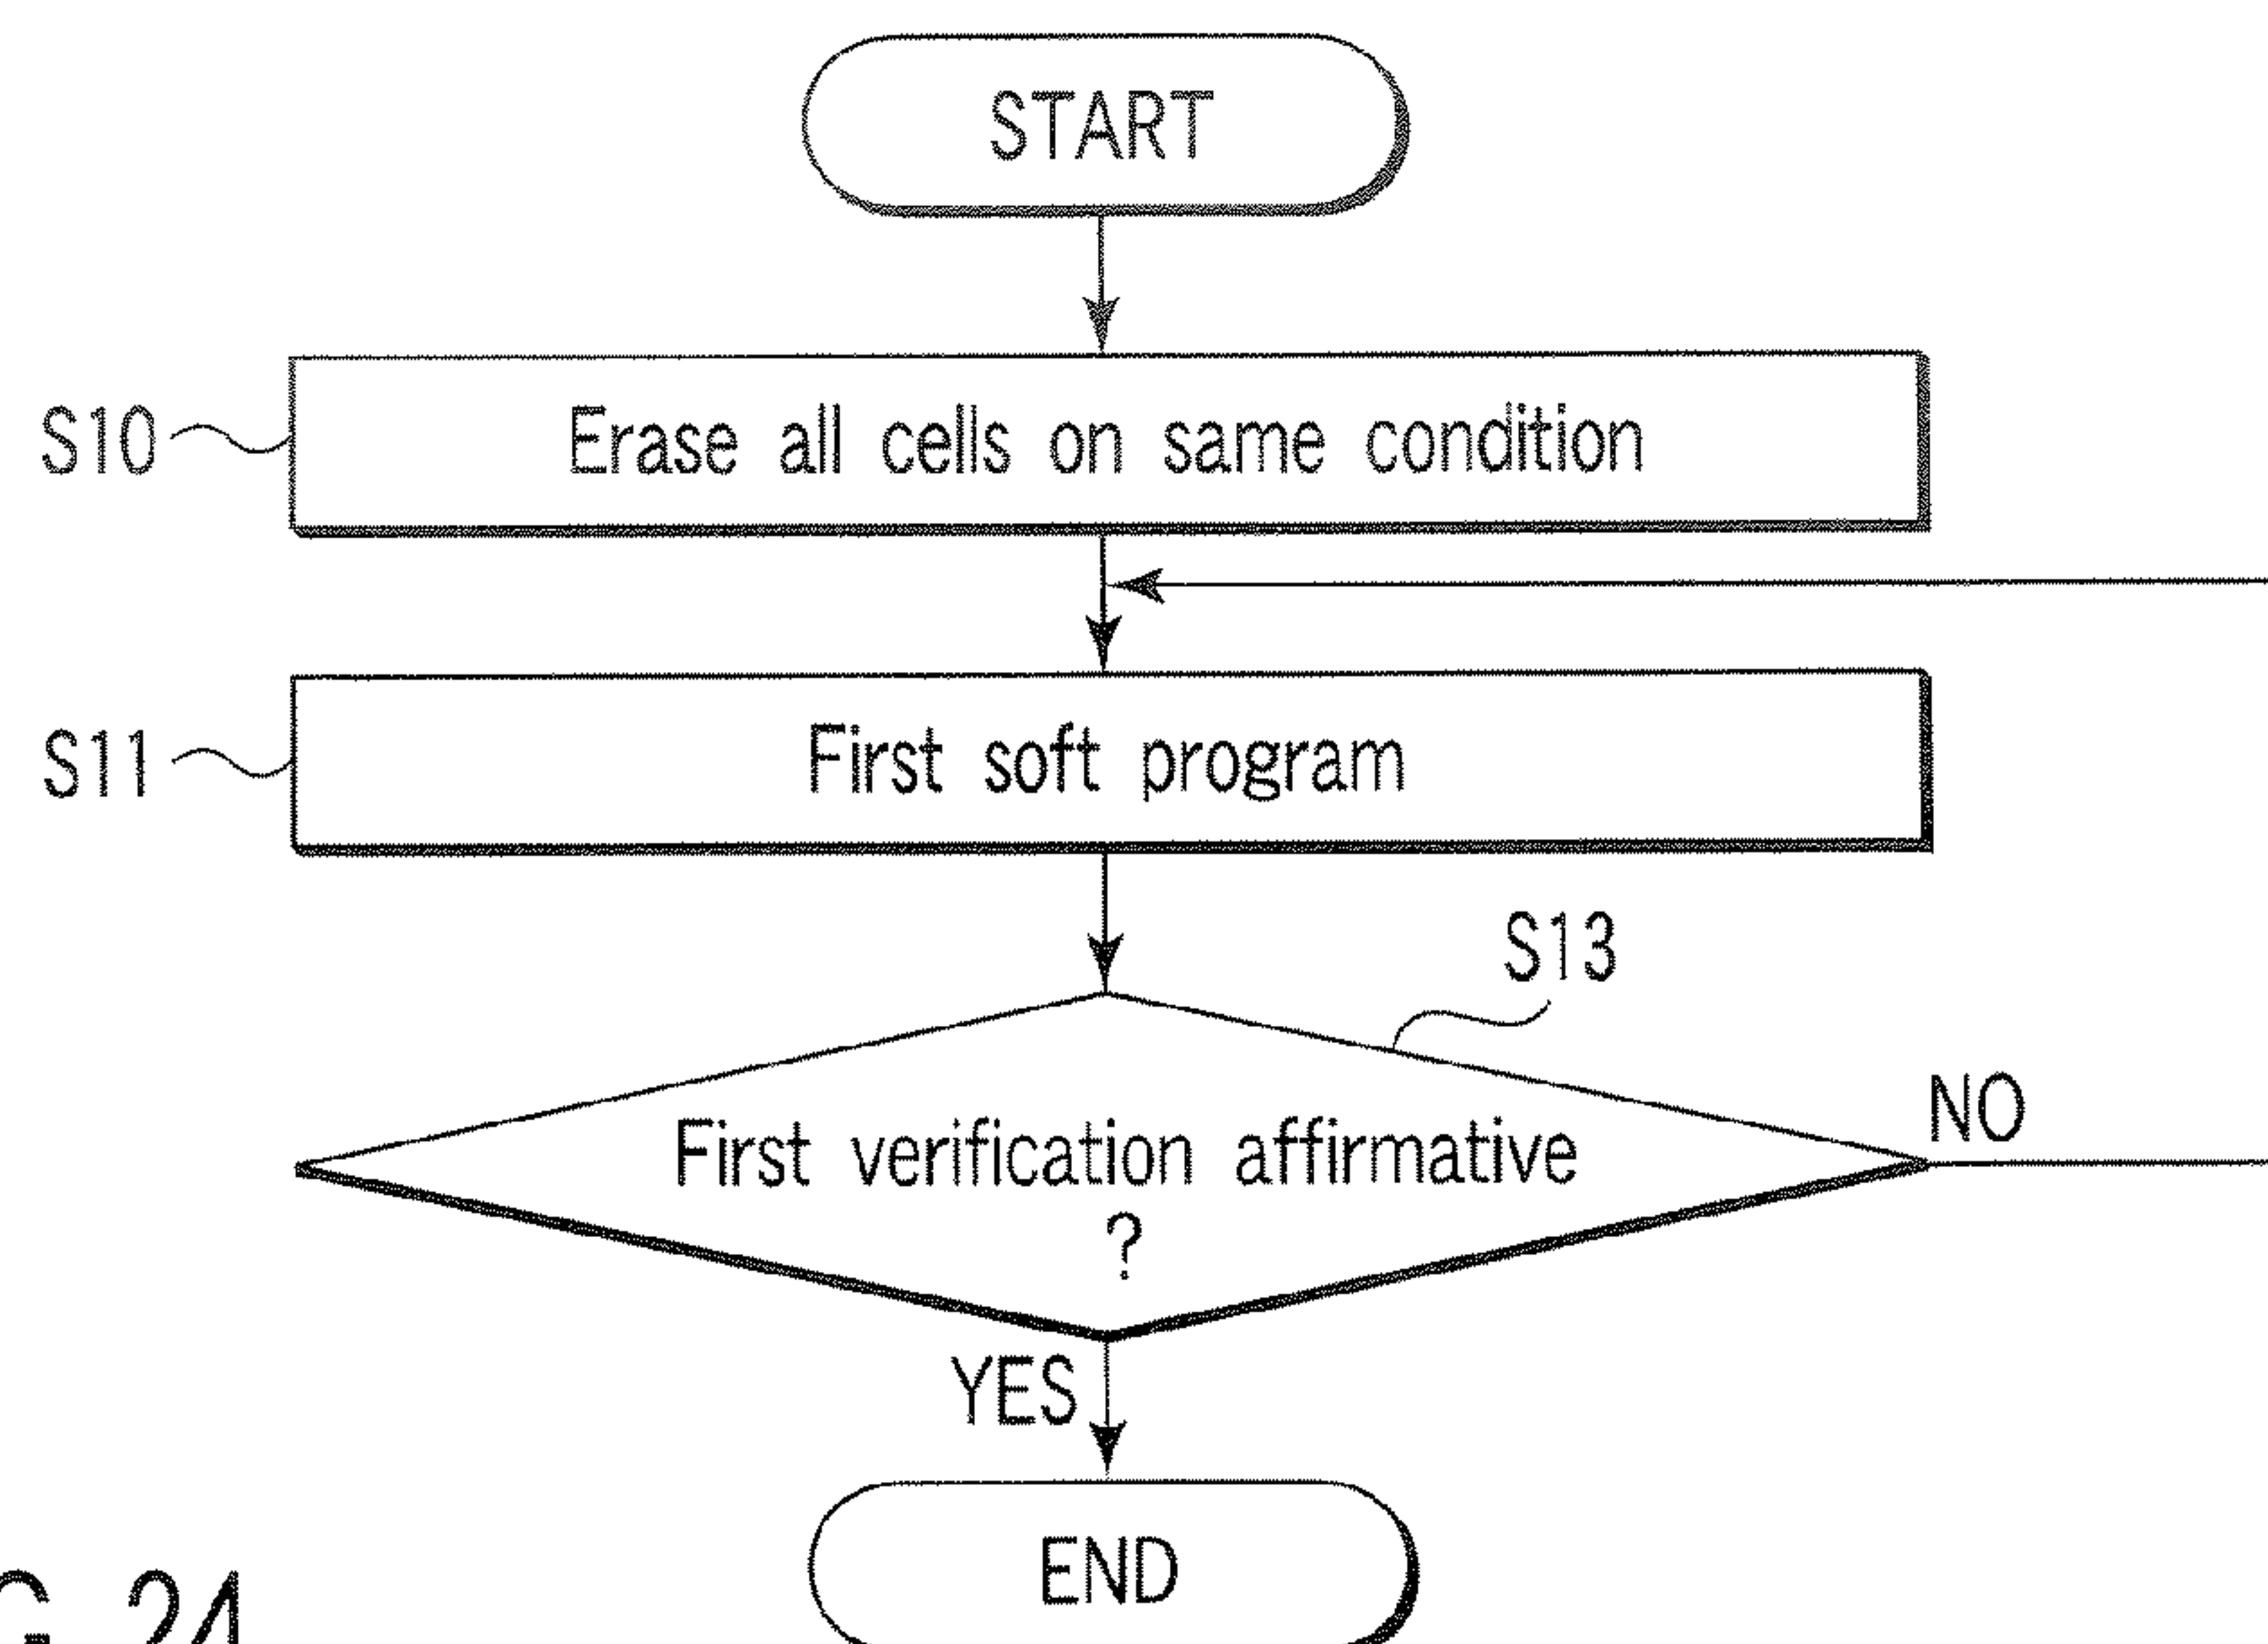 START
S10
Erase all cells on same condition
S11
First soft program
S13
First verification affirmative
?
NO
YES
END
24